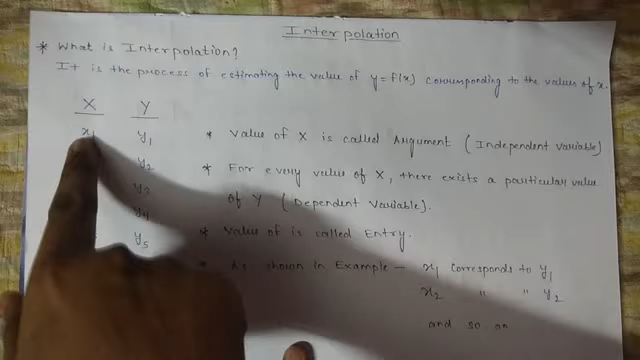 Interpolation
* What is Interpolation?
It is the process of estimating the value of y=f(x) corresponding to the values of x.
X Y
x1 y1 * Value of X is called Argument (Independent Variable)
y2 * For every value of X, there exists a particular value
y3 of Y (Dependent Variable).
y4
y5 * Value of is called Entry.
* As shown in Example – x1 corresponds to y1
x2 " " y2
and so on